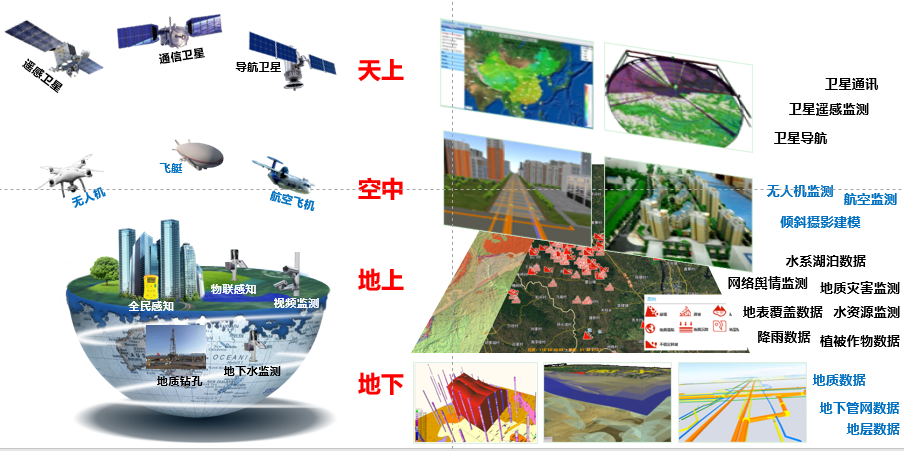 遥感卫星
通信卫星
导航卫星
天上
卫星通讯
卫星遥感监测
卫星导航
无人机
飞艇
航空飞机
空中
无人机监测
航空监测
倾斜摄影建模
全民感知
物联感知
视频监测
地上
水系湖泊数据
网络舆情监测
地质灾害监测
地表覆盖数据
水资源监测
降雨数据
植被作物数据
OCEANI
地质钻孔
地下水监测
地下
地质数据
地下管网数据
地层数据